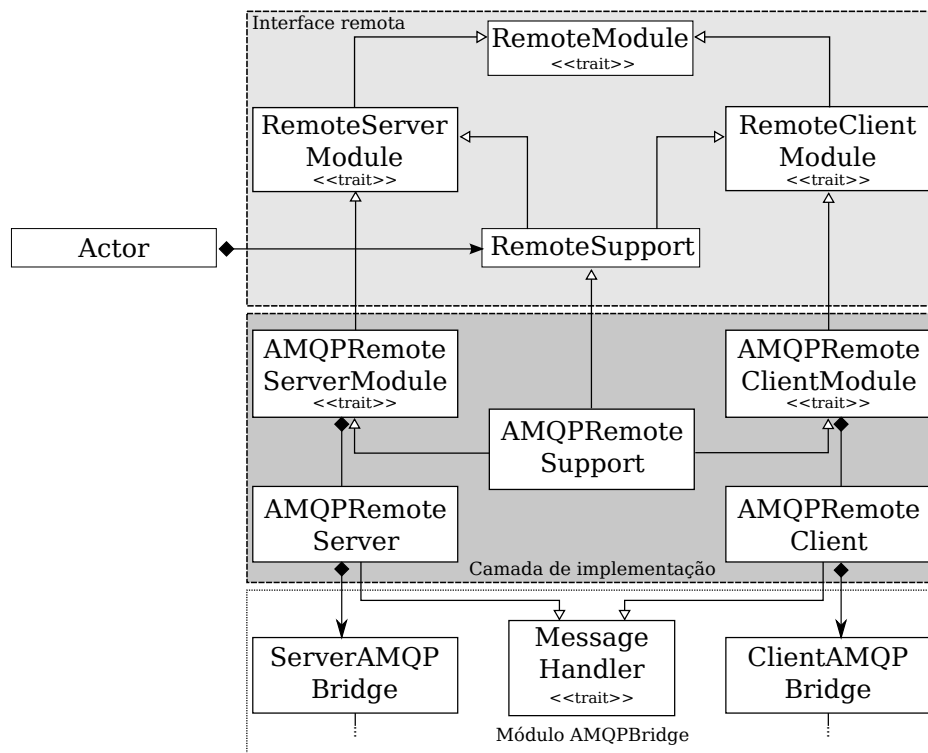 Interface remota
RemoteModule
<<trait>>
RemoteServer
Module
<<trait>>
RemoteClient
Module
<<trait>>
Actor
RemoteSupport
AMQPRemote
ServerModule
<<trait>>
AMQPRemote
ClientModule
<<trait>>
AMQPRemote
Support
AMQPRemote
Server
AMQPRemote
Client
Camada de implementação
ServerAMQP
Bridge
Message
Handler
<<trait>>
ClientAMQP
Bridge
Módulo AMQPBridge